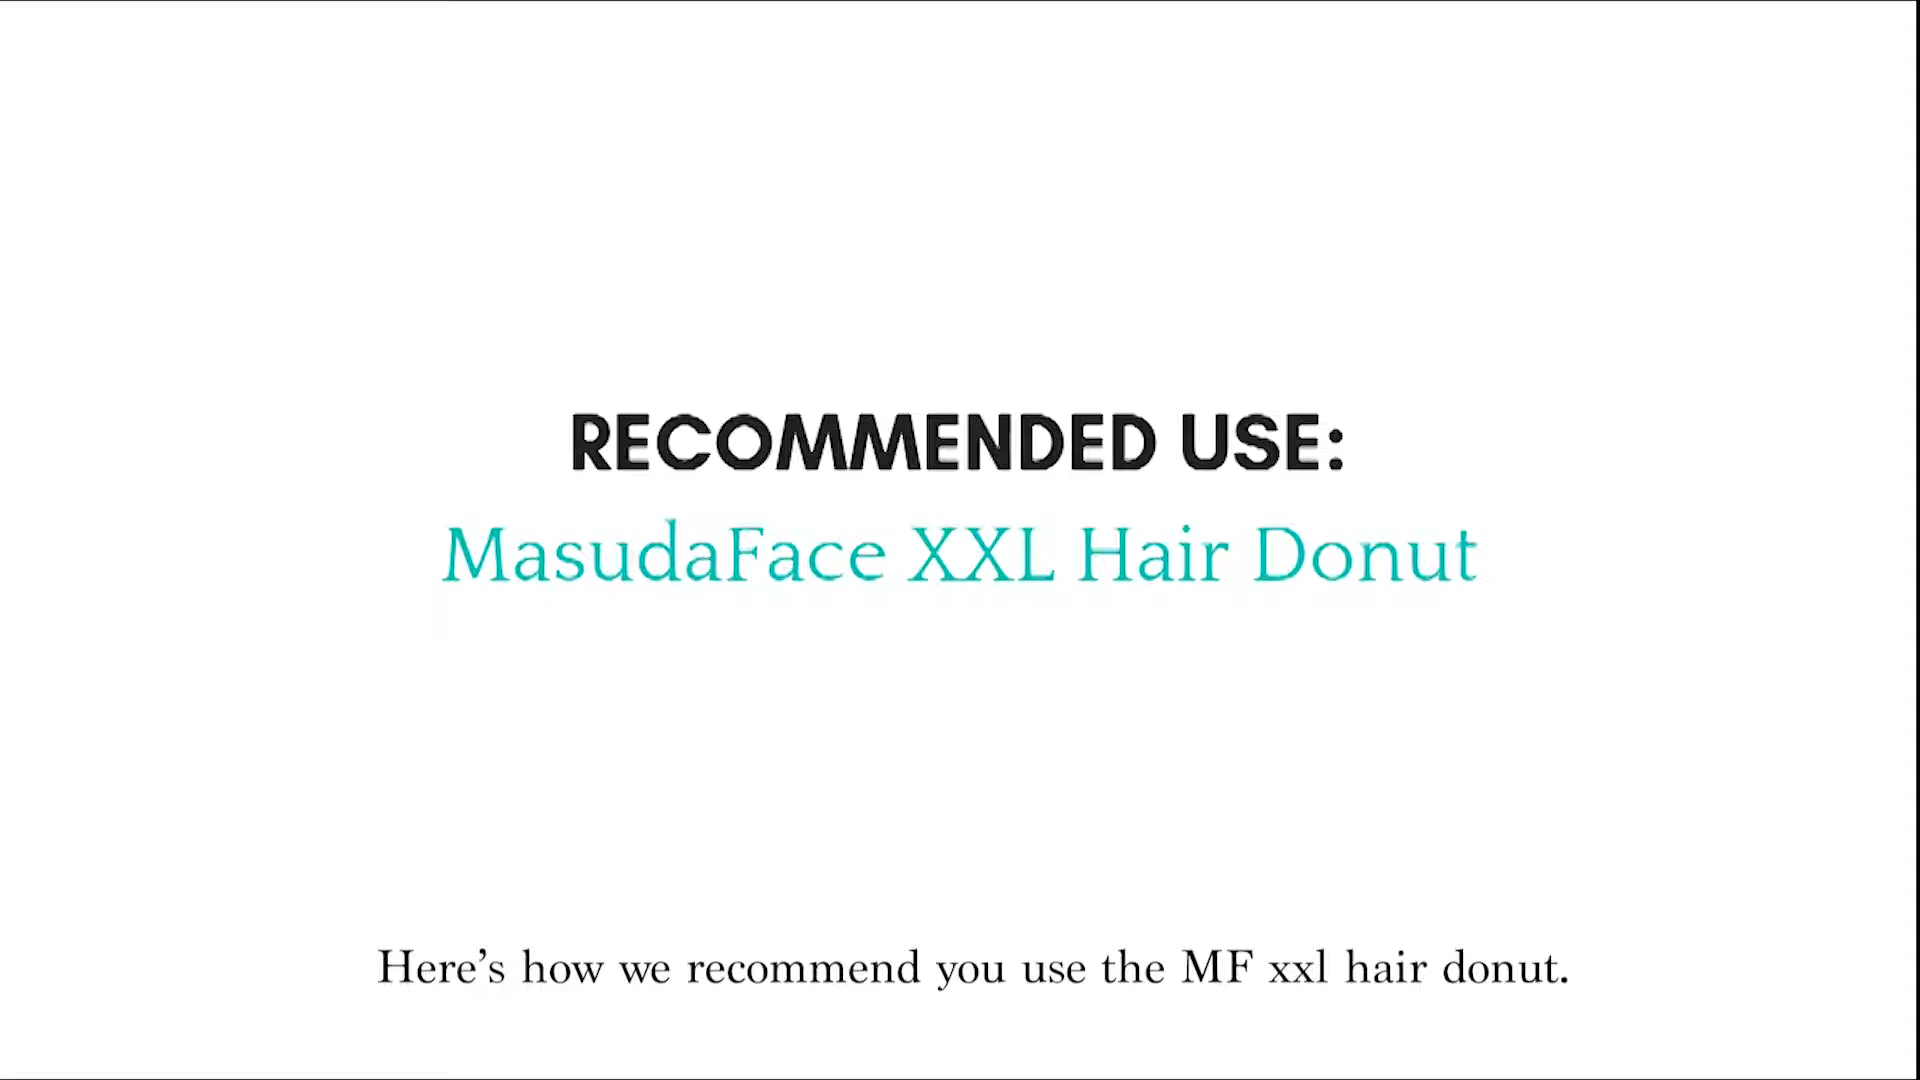 RECOMMENDED USE:
MasudaFace XXL Hair Donut
Here’s how we recommend you use the MF xxl hair donut.